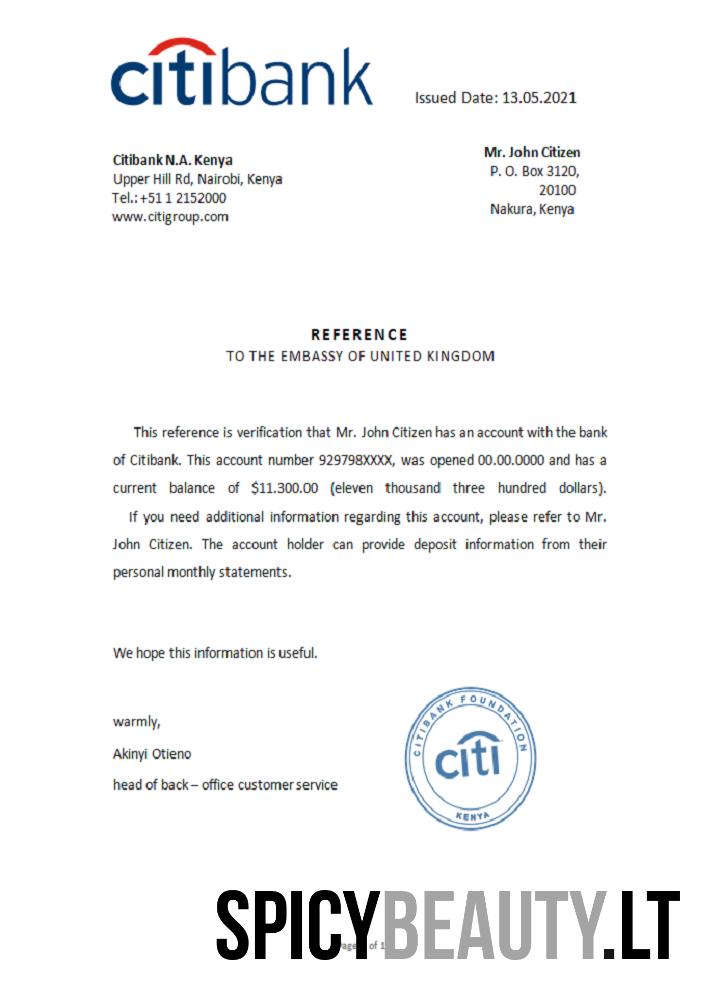 citibank
Issued Date: 13.05.2021
Citibank N.A. Kenya
Upper Hill Rd, Nairobi, Kenya
Tel.: +51 1 2152000
www.citigroup.com
Mr. John Citizen
P. O. Box 3120,
20100
Nakura, Kenya
REFERENCE
TO THE EMBASSY OF UNITED KINGDOM
This reference is verification that Mr. John Citizen has an account with the bank
of Citibank. This account number 929798XXXX, was opened 00.00.0000 and has a
current balance of $11.300.00 (eleven thousand three hundred dollars).
If you need additional information regarding this account, please refer to Mr.
John Citizen. The account holder can provide deposit information from their
personal monthly statements.
We hope this information is useful.
warmly,
Akinyi Otieno
head of back – office customer service
CITIBANK FOUNDATION
citi
KENYA
SPICYBEAUTY.LT
of 1